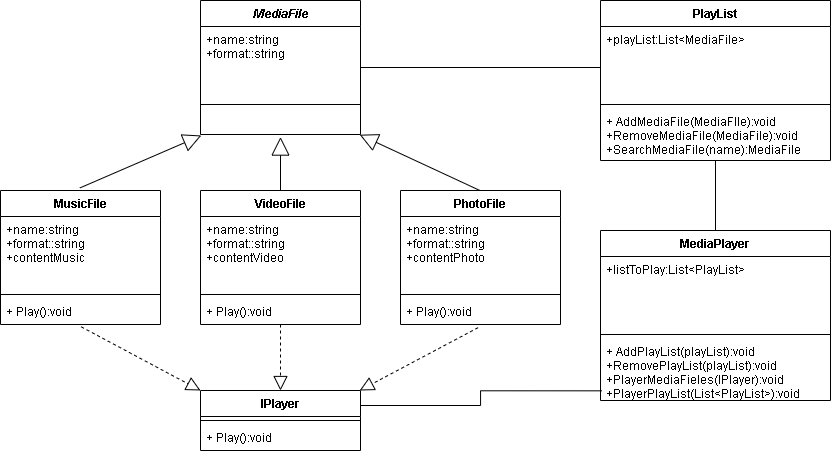 MediaFile
+name:string
+format::string
PlayList
+playList:List<MediaFile>
+ AddMediaFile(MediaFIle):void
+RemoveMediaFile(MediaFile):void
+SearchMediaFile(name):MediaFile
MusicFile
+name:string
+format::string
+contentMusic
+ Play():void
VideoFile
+name:string
+format::string
+contentVideo
+ Play():void
PhotoFile
+name:string
+format::string
+contentPhoto
+ Play():void
MediaPlayer
+listToPlay:List<PlayList>
+ AddPlayList(playList):void
+RemovePlayList(playList):void
+PlayerMediaFieles(IPlayer):void
+PlayerPlayList(List<PlayList>):void
IPlayer
+ Play():void